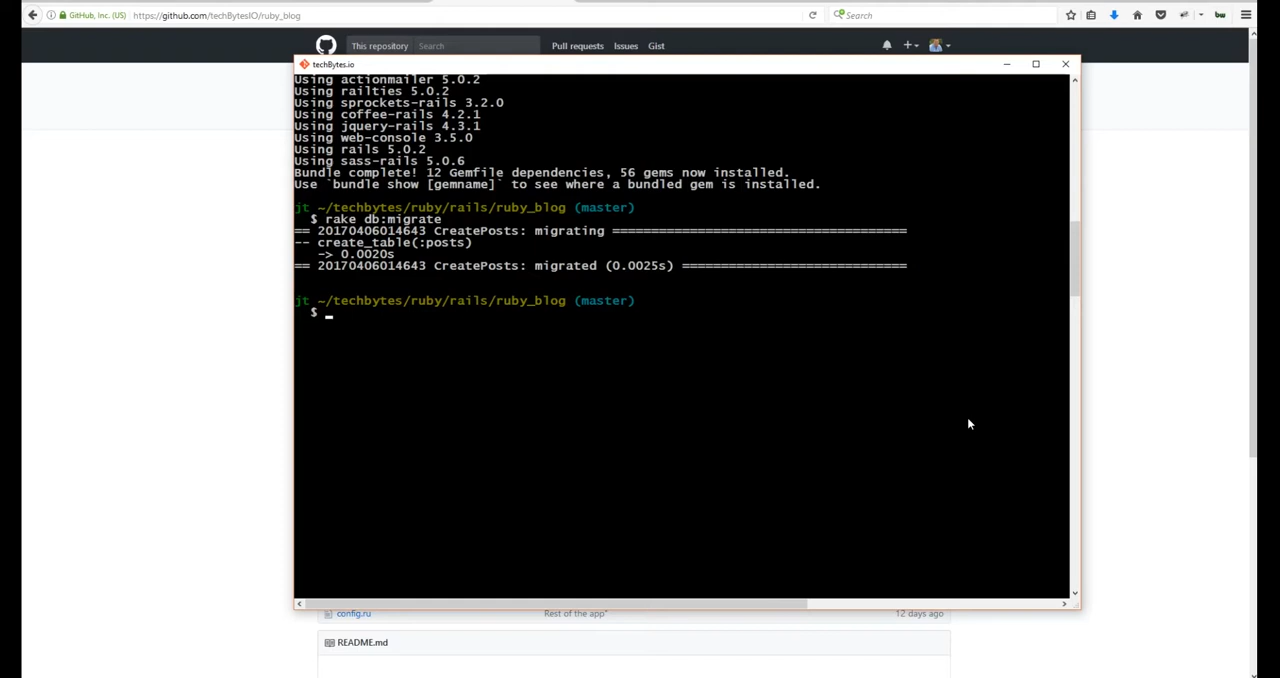 GitHub, Inc. (US) https://github.com/techBytesIO/ruby_blog Search
This repository Search Pull requests Issues Gist
techBytes.io
Using actionmailer 5.0.2
Using railties 5.0.2
Using sprockets-rails 3.2.0
Using coffee-rails 4.2.1
Using jquery-rails 4.3.1
Using web-console 3.5.0
Using rails 5.0.2
Using sass-rails 5.0.6
Bundle complete! 12 Gemfile dependencies, 56 gems now installed.
Use `bundle show [gemname]` to see where a bundled gem is installed.
jt ~/techbytes/ruby/rails/ruby_blog (master)
$ rake db:migrate
== 20170406014643 CreatePosts: migrating ======================================
-- create_table(:posts)
-> 0.0020s
== 20170406014643 CreatePosts: migrated (0.0025s) =============================
jt ~/techbytes/ruby/rails/ruby_blog (master)
$ _
config.ru Rest of the app" 12 days ago
README.md